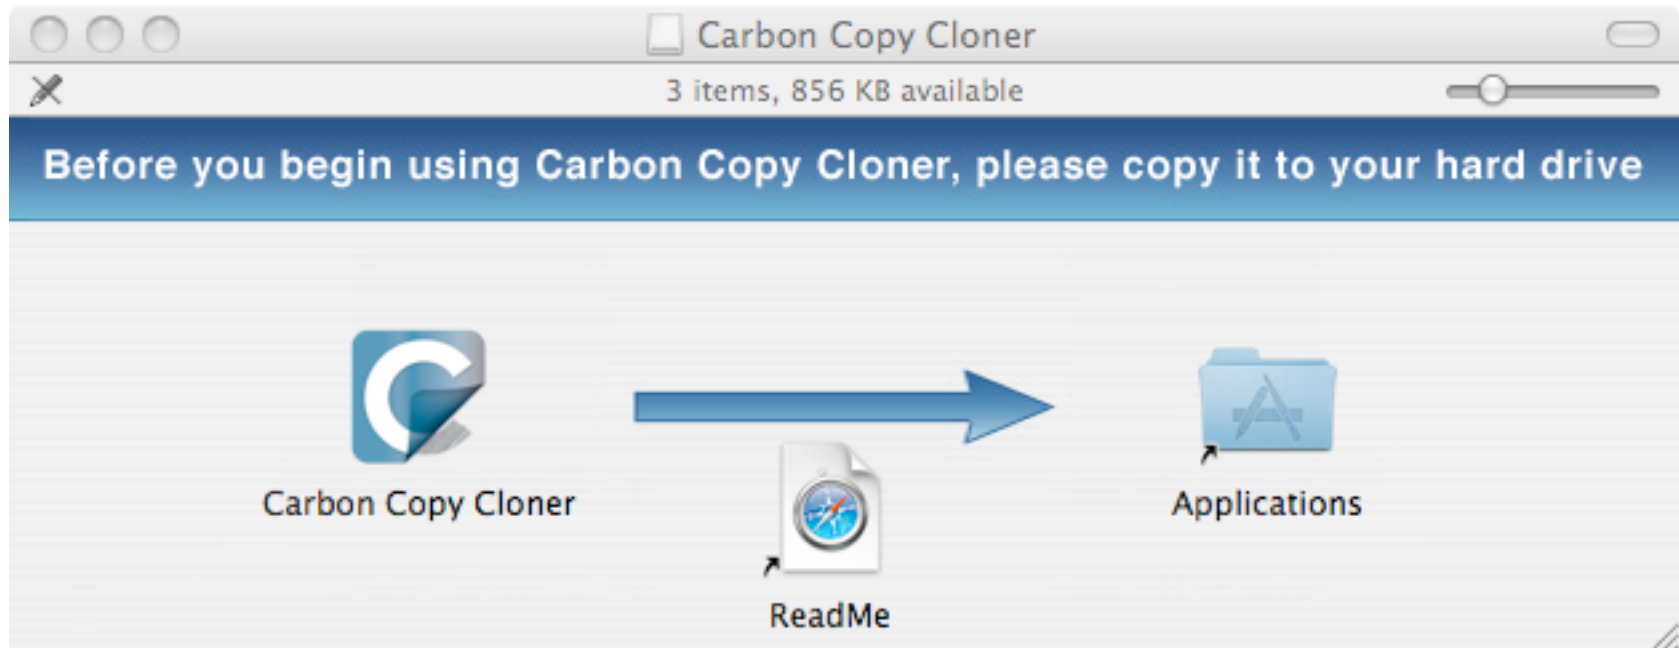 Carbon Copy Cloner
3 items, 856 KB available
Before you begin using Carbon Copy Cloner, please copy it to your hard drive
Carbon Copy Cloner
Applications
ReadMe